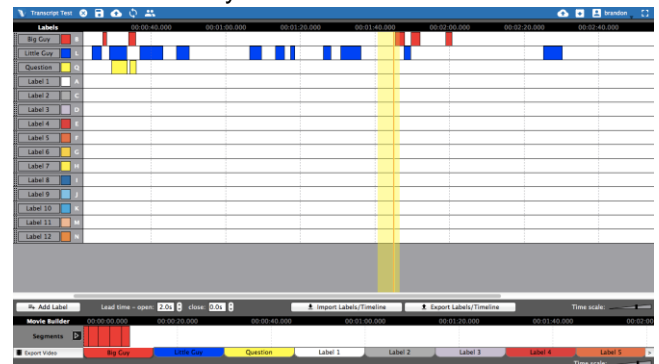 Transcript Test brandon
Labels 00:00:40.000 00:01:00.000 00:01:20.000 00:01:40.000 00:02:00.000 00:02:20.000 00:02:40.000
Big Guy B
Little Guy L
Question Q
Label 1 A
Label 2 C
Label 3 D
Label 4 E
Label 5 F
Label 6 G
Label 7 H
Label 8 I
Label 9 J
Label 10 K
Label 11 M
Label 12 N
Add Label Lead time - open: 2.0s close: 0.0s Import Labels/Timeline Export Labels/Timeline Time scale:
Movie Builder 00:00:00.000 00:00:20.000 00:00:40.000 00:01:00.000 00:01:20.000 00:01:40.000 00:02:00
Segments
Export Video Big Guy Little Guy Question Label 1 Label 2 Label 3 Label 4 Label 5
Time scale: